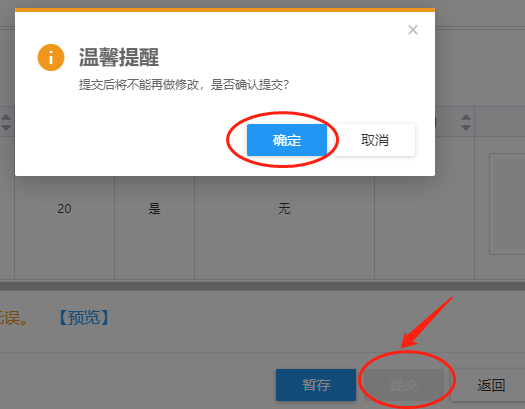 温馨提醒
提交后将不能再做修改，是否确认提交?
确定
取消
20
是
无
无误。
【预览】
暂存
提交
返回